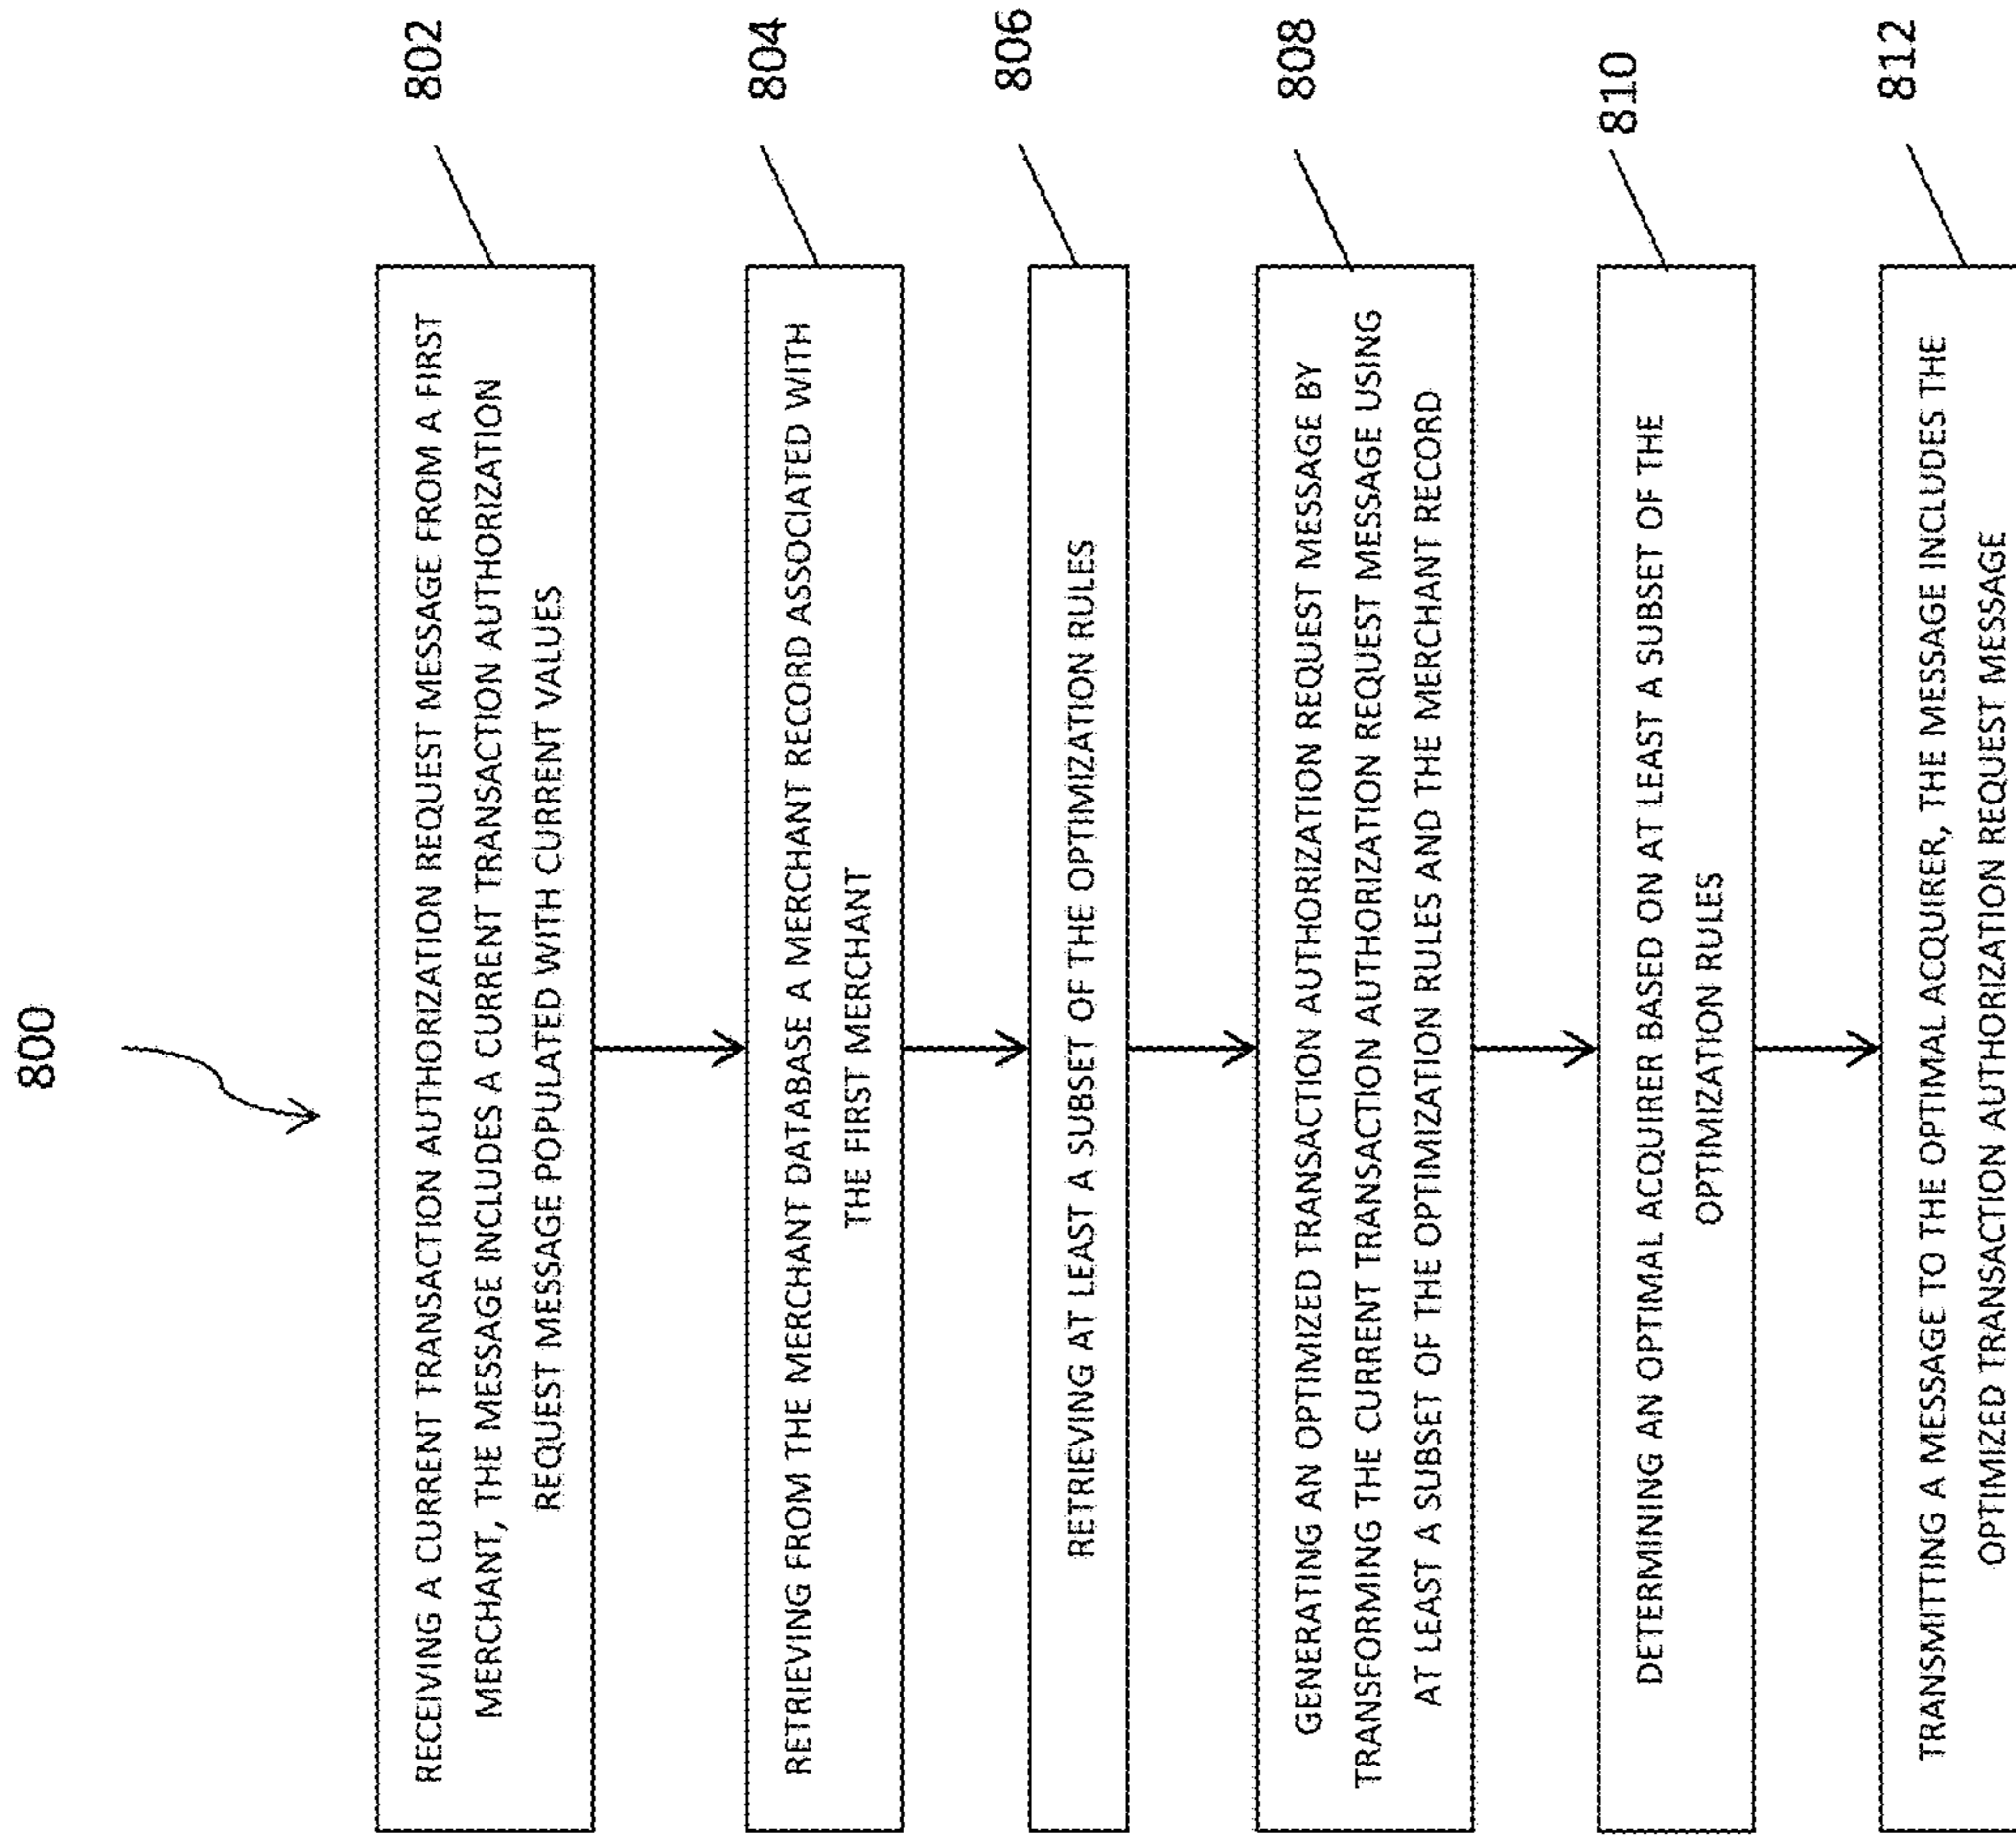 800
802
RECEIVING A CURRENT TRANSACTION AUTHORIZATION REQUEST MESSAGE FROM A FIRST
MERCHANT, THE MESSAGE INCLUDES A CURRENT TRANSACTION AUTHORIZATION
REQUEST MESSAGE POPULATED WITH CURRENT VALUES
804
RETRIEVING FROM THE MERCHANT DATABASE A MERCHANT RECORD ASSOCIATED WITH
THE FIRST MERCHANT
806
RETRIEVING AT LEAST A SUBSET OF THE OPTIMIZATION RULES
808
GENERATING AN OPTIMIZED TRANSACTION AUTHORIZATION REQUEST MESSAGE BY
TRANSFORMING THE CURRENT TRANSACTION AUTHORIZATION REQUEST MESSAGE USING
AT LEAST A SUBSET OF THE OPTIMIZATION RULES AND THE MERCHANT RECORD
810
DETERMINING AN OPTIMAL ACQUIRER BASED ON AT LEAST A SUBSET OF THE
OPTIMIZATION RULES
812
TRANSMITTING A MESSAGE TO THE OPTIMAL ACQUIRER, THE MESSAGE INCLUDES THE
OPTIMIZED TRANSACTION AUTHORIZATION REQUEST MESSAGE